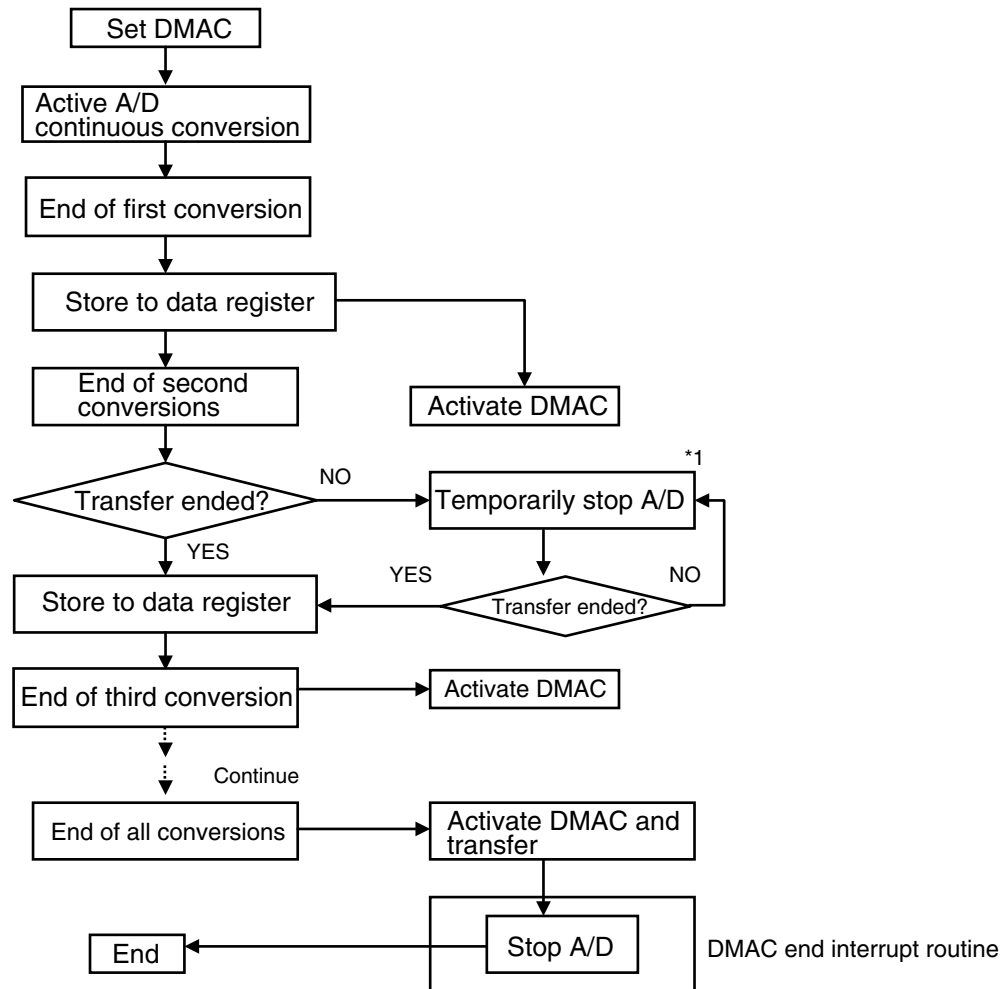 Set DMAC
Active A/D
continuous conversion
End of first conversion
Store to data register
End of second
conversions
Activate DMAC
*1
Transfer ended?
NO
Temporarily stop A/D
YES
YES
NO
Store to data register
Transfer ended?
End of third conversion
Activate DMAC
Continue
End of all conversions
Activate DMAC and
transfer
End
Stop A/D
DMAC end interrupt routine